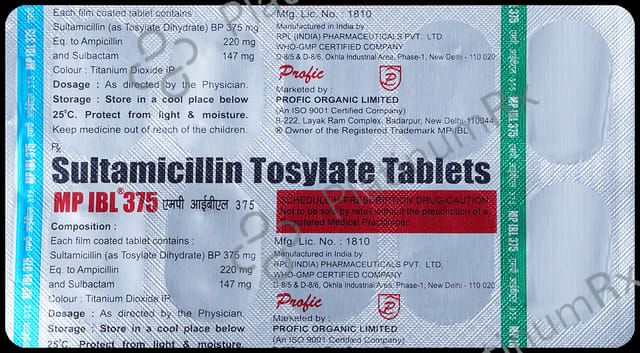 Each film coated tablet contains
Sultamicillin (as Tosylate Dihydrate) BP 375 mg
Eq. to Ampicillin 220 mg
and Sulbactam 147 mg
Colour : Titanium Dioxide IP
Dosage : As directed by the Physician.
Storage : Store in a cool place below
25°C. Protect from light & moisture.
Keep medicine out of reach of the children.
Mfg. Lic. No. : 1810
Manufactured in India by
RPL (INDIA) PHARMACEUTICALS PVT. LTD.
WHO-GMP CERTIFIED COMPANY
D-8/5 & D-8/6, Okhla Industrial Area, Phase-1, New Delhi - 110 020
Profic
Marketed by :
PROFIC ORGANIC LIMITED
(An ISO 9001 Certified Company)
B-222, Layak Ram Complex, Badarpur, New Delhi-110044
® Owner of the Registered Trademark MP IBL
Rx
Sultamicillin Tosylate Tablets
MP IBL® 375 एमपी आईबीएल 375
SCHEDULE H PRESCRIPTION DRUG-CAUTION
Not to be sold by retail without the prescription of a
Registered Medical Practitioner.
Composition :
Each film coated tablet contains :
Sultamicillin (as Tosylate Dihydrate) BP 375 mg
Eq. to Ampicillin 220 mg
and Sulbactam 147 mg
Colour : Titanium Dioxide IP
Dosage : As directed by the Physician.
Storage : Store in a cool place below
Mfg. Lic. No. : 1810
Manufactured in India by
RPL (INDIA) PHARMACEUTICALS PVT. LTD.
WHO-GMP CERTIFIED COMPANY
D-8/5 & D-8/6, Okhla Industrial Area, Phase-1, New Delhi - 110 020
Profic
Marketed by :
PROFIC ORGANIC LIMITED
(An ISO 9001 Certified Company)
MP IBL 375 एमपी आईबीएल 375
MP IBL 375 एमपी आईबीएल 375
PlatinumRx